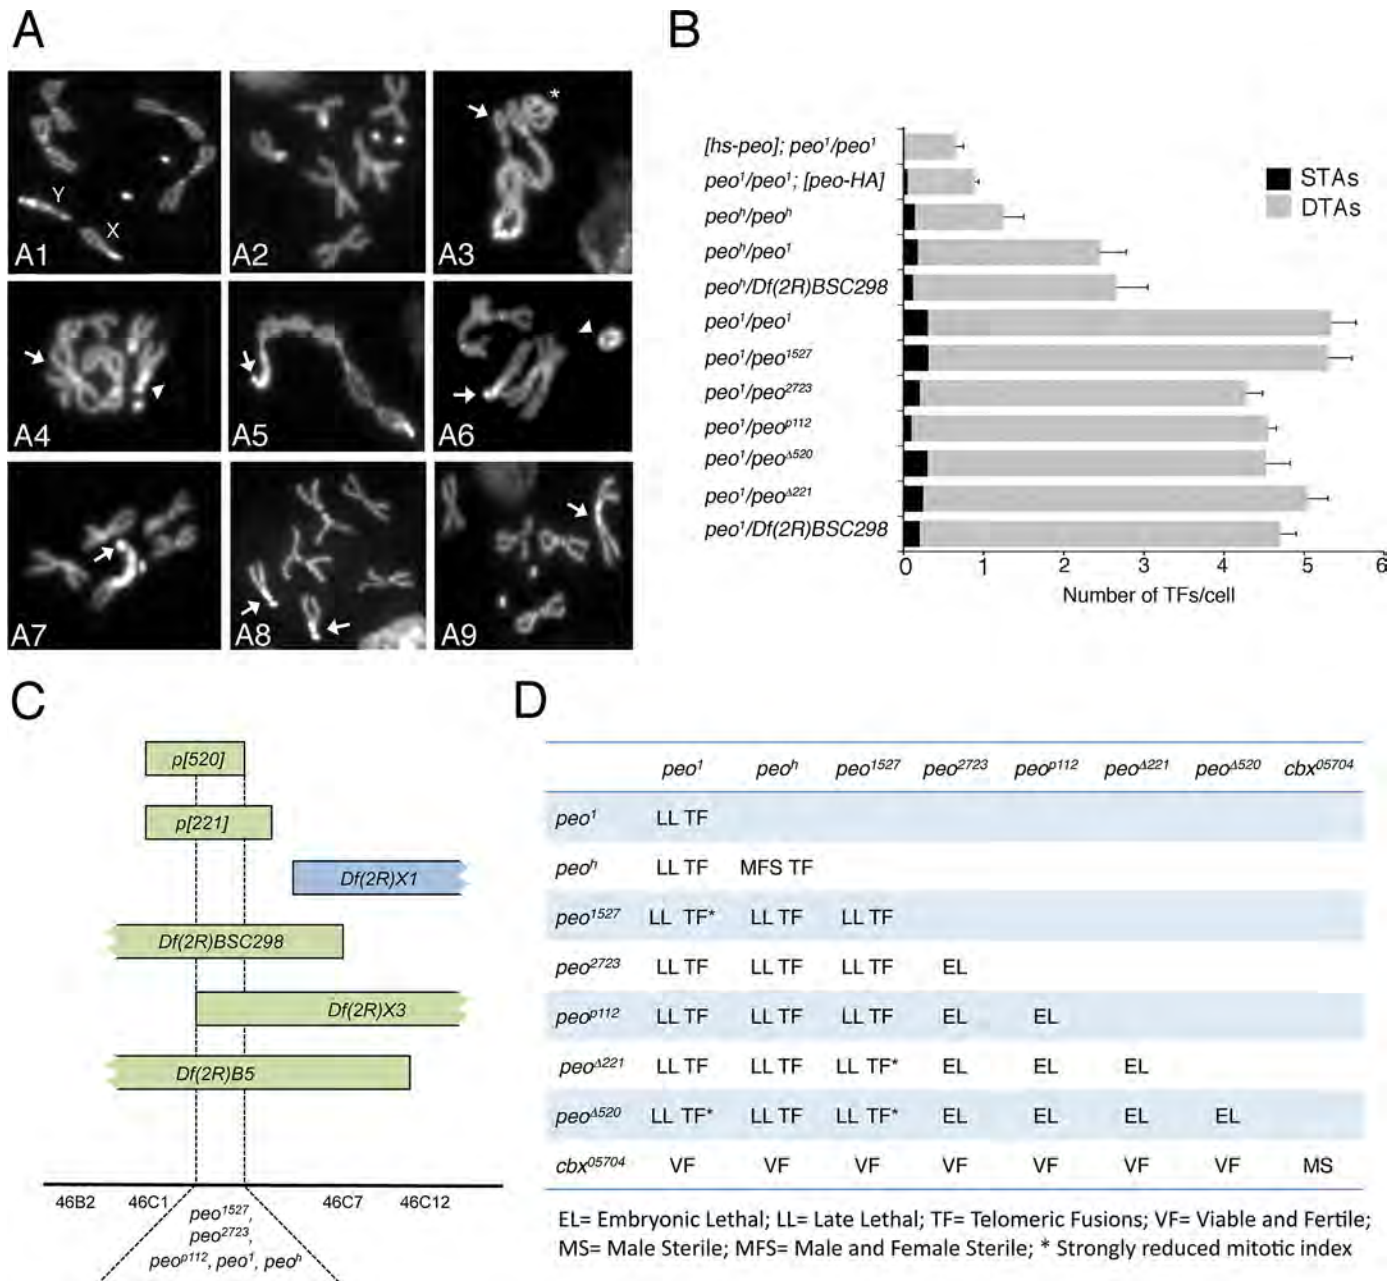 A
B
Y
X
*
A1
A2
A3
A4
A5
A6
A7
A8
A9
[hs-peo]; peo¹/peo¹
peo¹/peo¹; [peo-HA]
peoʰ/peoʰ
peoʰ/peo¹
peoʰ/Df(2R)BSC298
peo¹/peo¹
peo¹/peo¹⁵²⁷
peo¹/peo²⁷²³
peo¹/peoᵖ¹¹²
peo¹/peoΔ⁵²⁰
peo¹/peoΔ²²¹
peo¹/Df(2R)BSC298
STAs
DTAs
0 1 2 3 4 5 6
Number of TFs/cell
C
p[520]
p[221]
Df(2R)X1
Df(2R)BSC298
Df(2R)X3
Df(2R)B5
46B2 46C1 46C7 46C12
peo¹⁵²⁷,
peo²⁷²³,
peoᵖ¹¹², peo¹, peoʰ
D
peo¹ peoʰ peo¹⁵²⁷ peo²⁷²³ peoᵖ¹¹² peoΔ²²¹ peoΔ⁵²⁰ cbx⁰⁵⁷⁰⁴
peo¹ LL TF
peoʰ LL TF MFS TF
peo¹⁵²⁷ LL TF* LL TF LL TF
peo²⁷²³ LL TF LL TF LL TF EL
peoᵖ¹¹² LL TF LL TF LL TF EL EL
peoΔ²²¹ LL TF LL TF LL TF* EL EL EL
peoΔ⁵²⁰ LL TF* LL TF LL TF* EL EL EL EL
cbx⁰⁵⁷⁰⁴ VF VF VF VF VF VF VF MS
EL= Embryonic Lethal; LL= Late Lethal; TF= Telomeric Fusions; VF= Viable and Fertile;
MS= Male Sterile; MFS= Male and Female Sterile; * Strongly reduced mitotic index